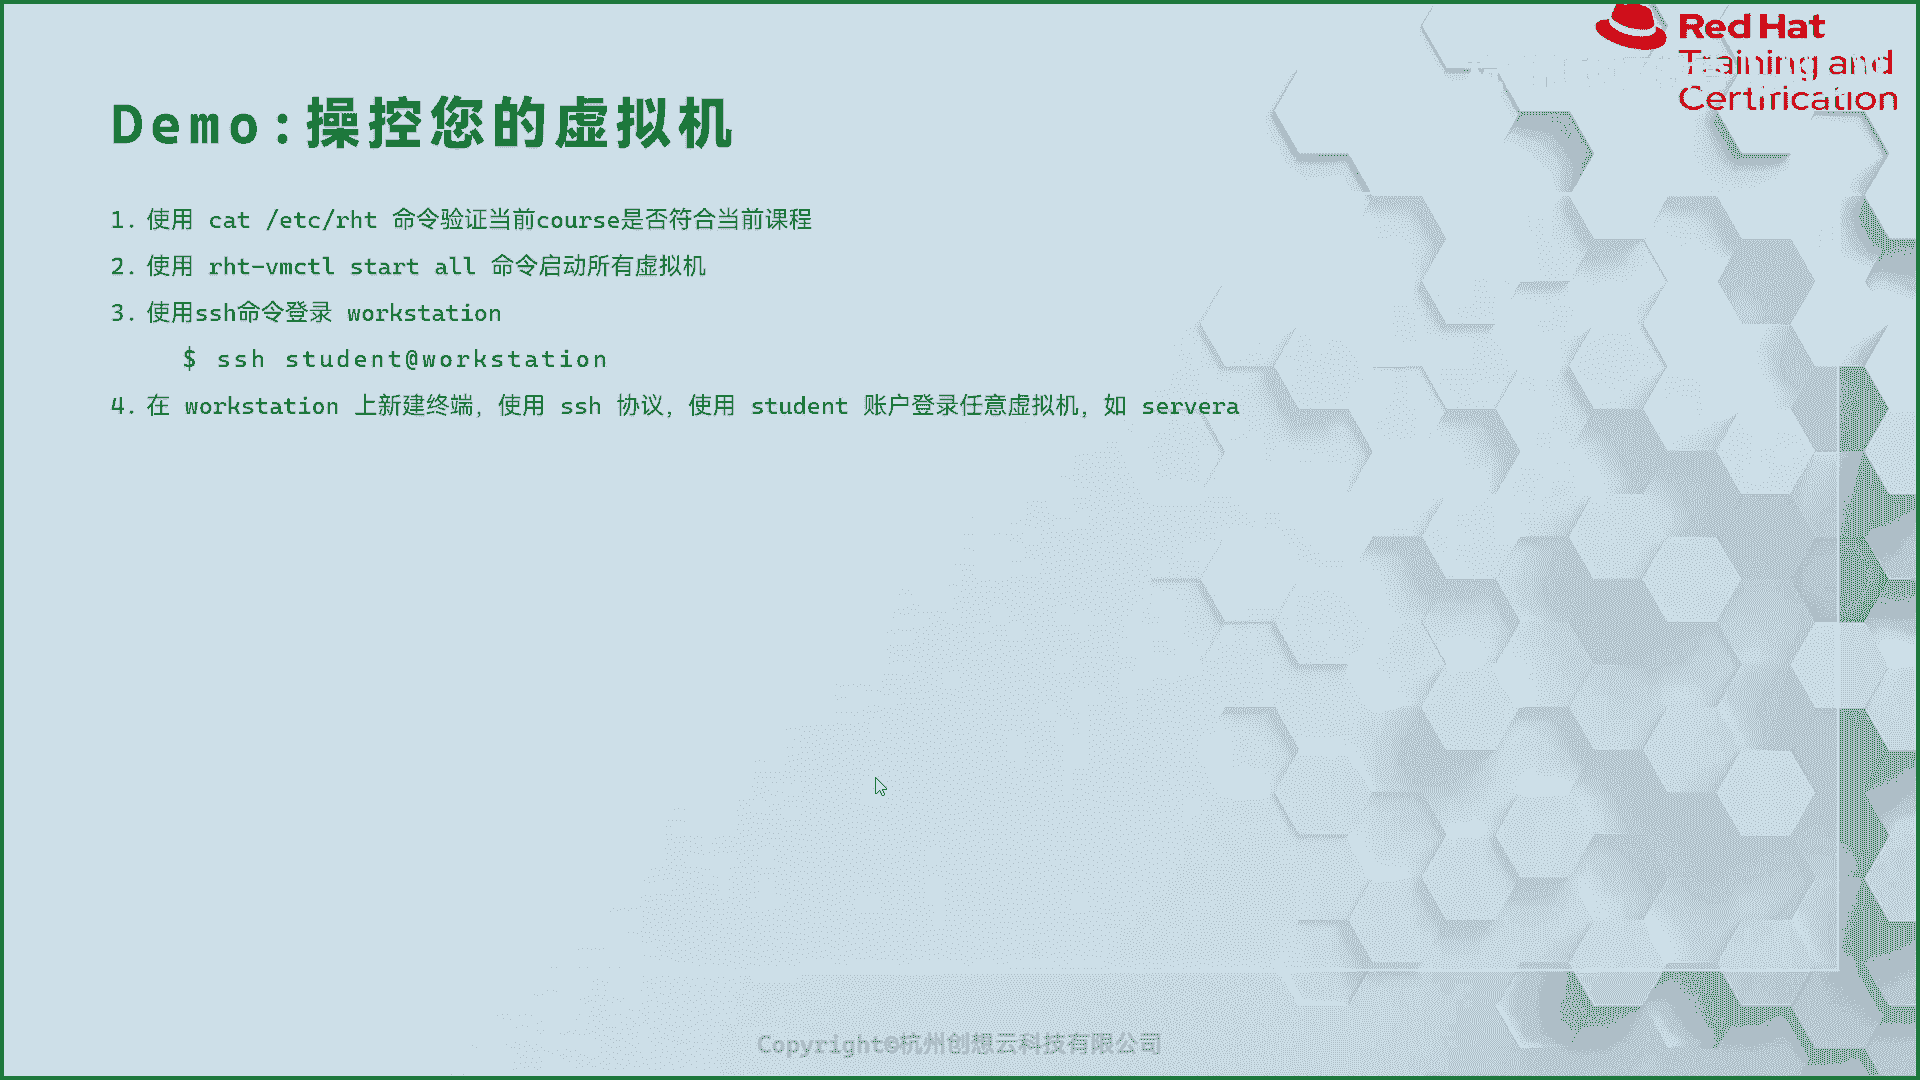 Red Hat
Training and
Certification
Demo:操控您的虚拟机
1. 使用 cat /etc/rht 命令验证当前course是否符合当前课程
2. 使用 rht-vmctl start all 命令启动所有虚拟机
3. 使用ssh命令登录 workstation
$ ssh student@workstation
4. 在 workstation 上新建终端，使用 ssh 协议，使用 student 账户登录任意虚拟机，如 servera
Copyright©杭州创想云科技有限公司